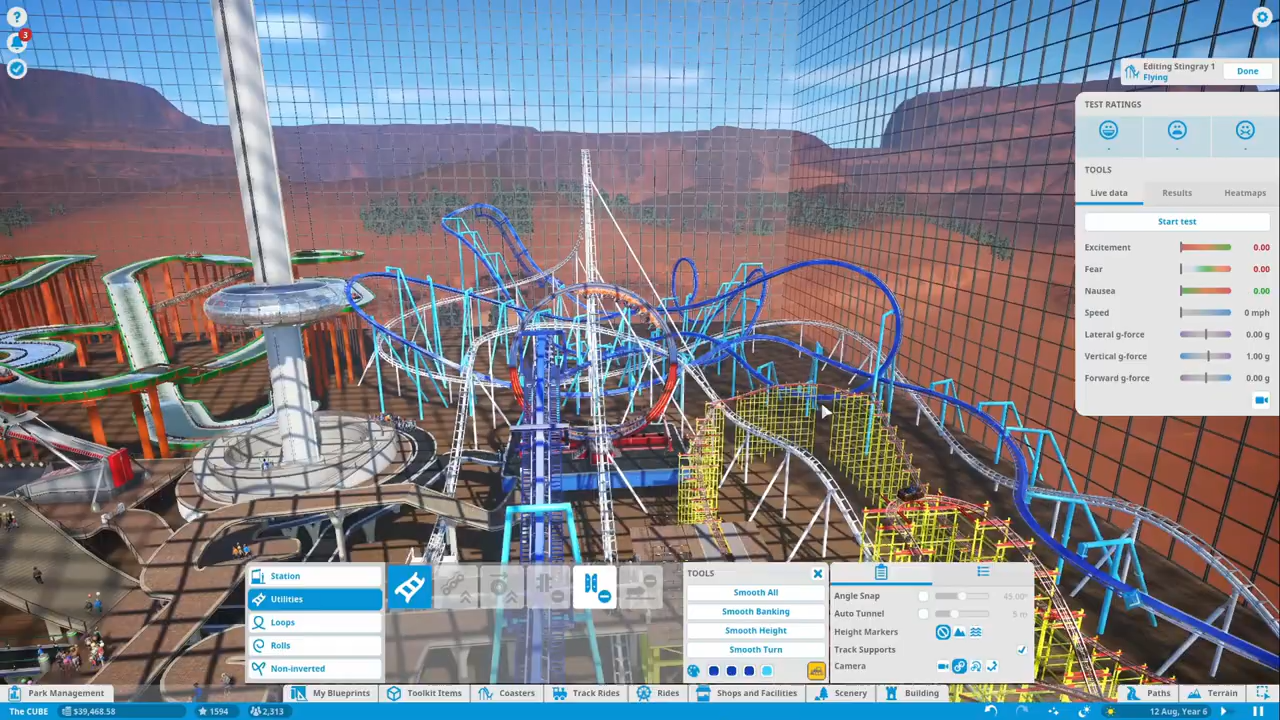 ?
3
Editing Stingray 1
Flying
Done
TEST RATINGS
- - -
TOOLS
Live data Results Heatmaps
Start test
Excitement 0.00
Fear 0.00
Nausea 0.00
Speed 0 mph
Lateral g-force 0.00 g
Vertical g-force 1.00 g
Forward g-force 0.00 g
Station
Utilities
Loops
Rolls
Non-inverted
TOOLS
Smooth All
Smooth Banking
Smooth Height
Smooth Turn
Angle Snap 45.00°
Auto Tunnel 5 m
Height Markers
Track Supports
Camera
Park Management My Blueprints Toolkit Items Coasters Track Rides Rides Shops and Facilities Scenery Building Paths Terrain
The CUBE $39,468.58 1594 2,313 12 Aug, Year 6